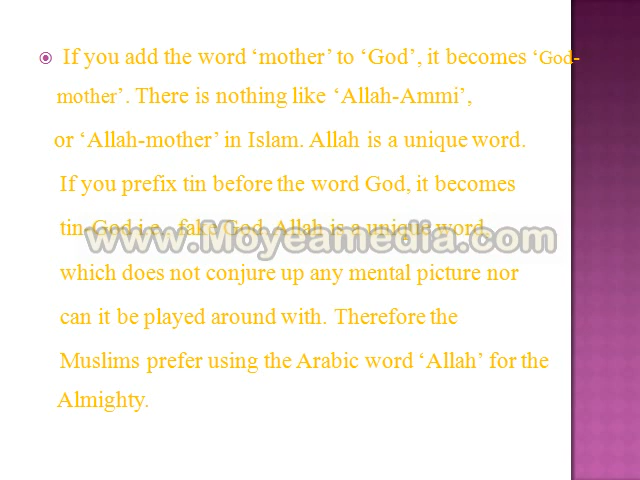 If you add the word ‘mother’ to ‘God’, it becomes ‘God-
mother’. There is nothing like ‘Allah-Ammi’,
or ‘Allah-mother’ in Islam. Allah is a unique word.
If you prefix tin before the word God, it becomes
tin-God i.e., fake God. Allah is a unique word,
www.Moyeamedia.com
which does not conjure up any mental picture nor
can it be played around with. Therefore the
Muslims prefer using the Arabic word ‘Allah’ for the
Almighty.